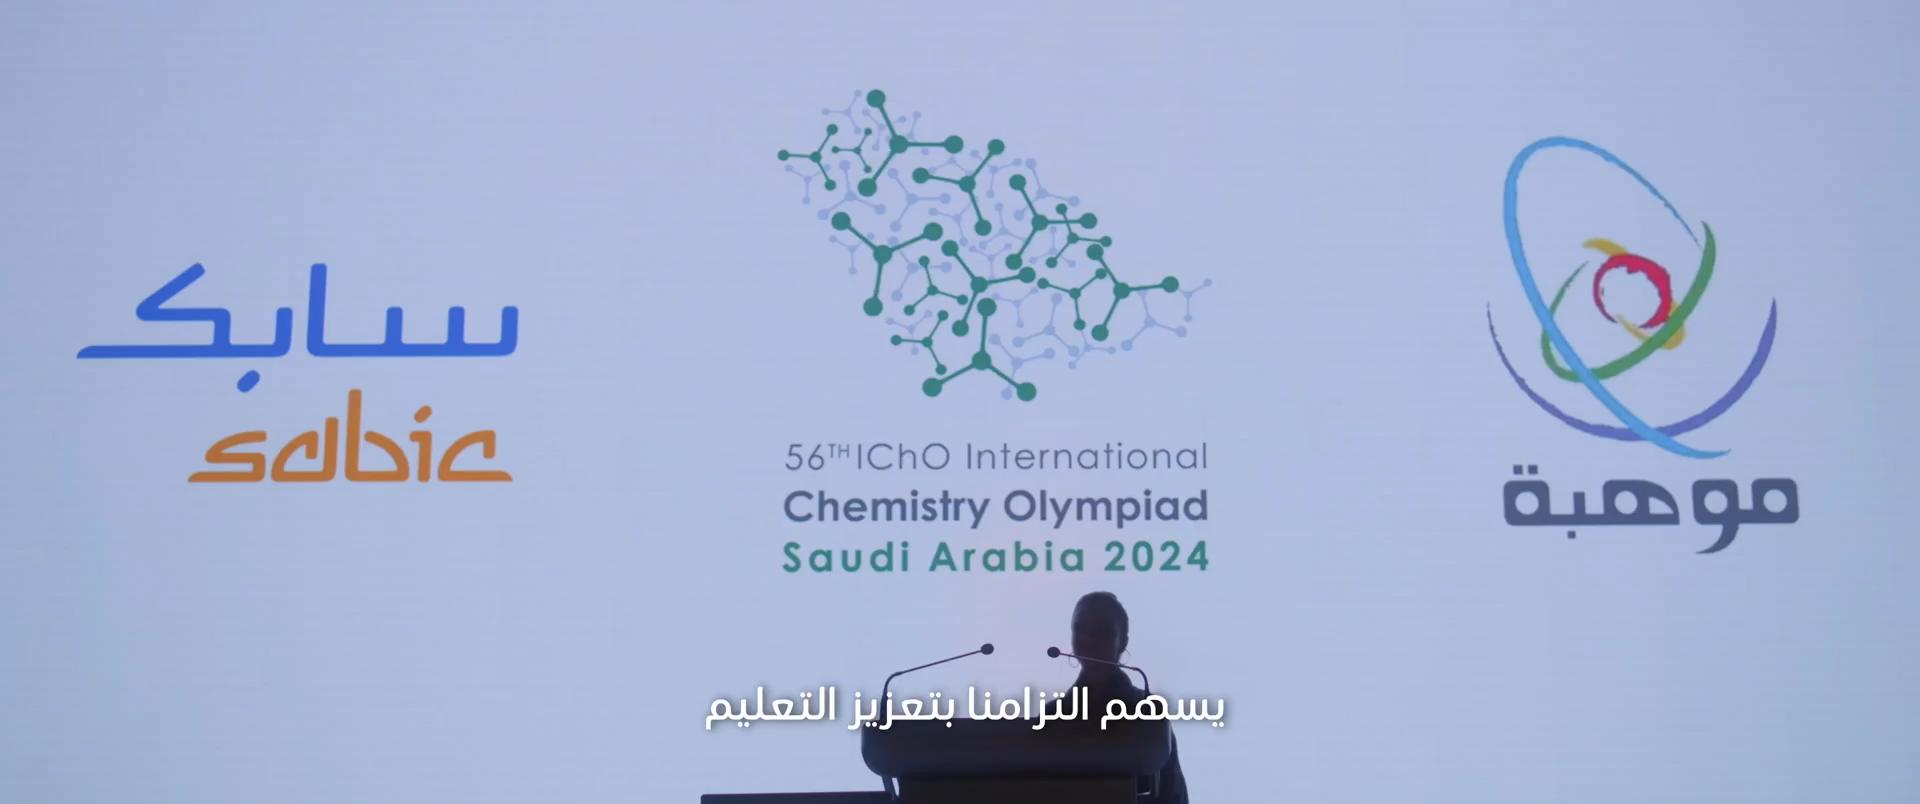 سابك
sabic
56TH IChO International
Chemistry Olympiad
Saudi Arabia 2024
موهبة
يسهم التزامنا بتعزيز التعليم